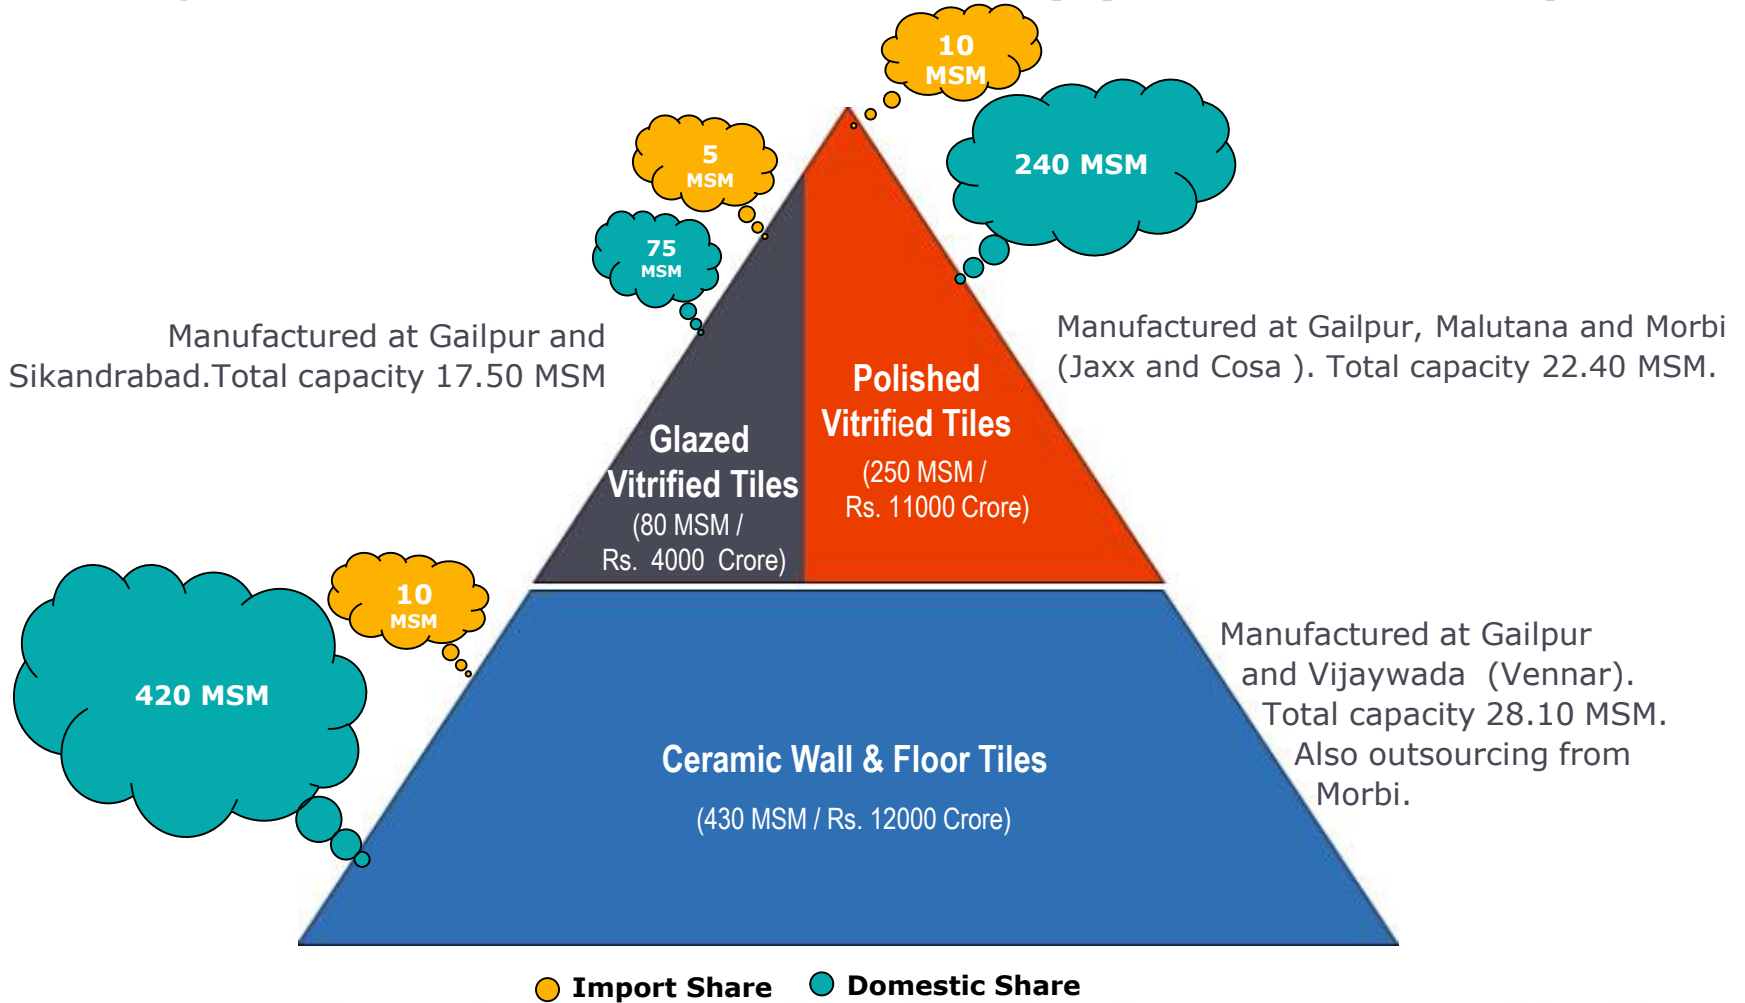 10
MSM
240 MSM
5
MSM
75
MSM
Manufactured at Gailpur and
Sikandrabad.Total capacity 17.50 MSM
Manufactured at Gailpur, Malutana and Morbi
(Jaxx and Cosa ). Total capacity 22.40 MSM.
Polished
Vitrified Tiles
(250 MSM /
Rs. 11000 Crore)
Glazed
Vitrified Tiles
(80 MSM /
Rs. 4000 Crore)
10
MSM
420 MSM
Manufactured at Gailpur
and Vijaywada (Vennar).
Total capacity 28.10 MSM.
Also outsourcing from
Morbi.
Ceramic Wall & Floor Tiles
(430 MSM / Rs. 12000 Crore)
Import Share
Domestic Share